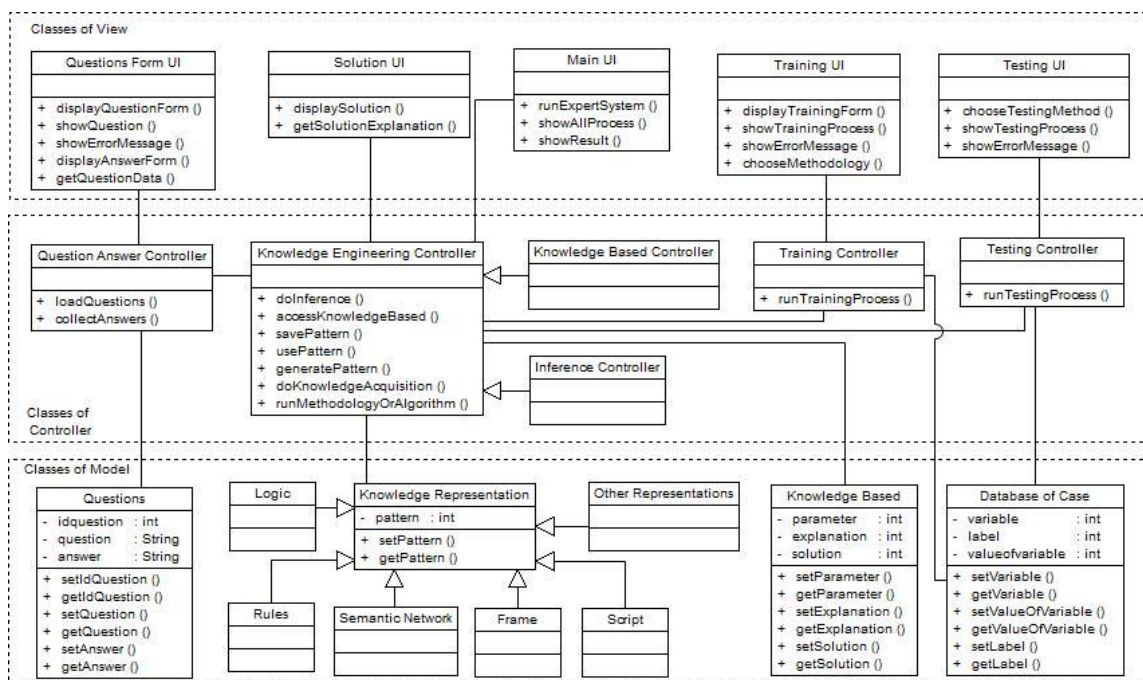 Classes of View
Questions Form UI
+ displayQuestionForm ()
+ showQuestion ()
+ showErrorMessage ()
+ displayAnswerForm ()
+ getQuestionData ()
Solution UI
+ displaySolution ()
+ getSolutionExplanation ()
Main UI
+ runExpertSystem ()
+ showAllProcess ()
+ showResult ()
Training UI
+ displayTrainingForm ()
+ showTrainingProcess ()
+ showErrorMessage ()
+ chooseMethodology ()
Testing UI
+ chooseTestingMethod ()
+ showTestingProcess ()
+ showErrorMessage ()
Question Answer Controller
+ loadQuestions ()
+ collectAnswers ()
Knowledge Engineering Controller
+ doInference ()
+ accessKnowledgeBased ()
+ savePattern ()
+ usePattern ()
+ generatePattern ()
+ doKnowledgeAcquisition ()
+ runMethodologyOrAlgorithm ()
Knowledge Based Controller
Inference Controller
Training Controller
+ runTrainingProcess ()
Testing Controller
+ runTestingProcess ()
Classes of
Controller
Classes of Model
Questions
- idquestion : int
- question : String
- answer : String
+ setIdQuestion ()
+ getIdQuestion ()
+ setQuestion ()
+ getQuestion ()
+ setAnswer ()
+ getAnswer ()
Logic
Knowledge Representation
- pattern : int
+ setPattern ()
+ getPattern ()
Other Representations
Rules
Semantic Network
Frame
Script
Knowledge Based
- parameter : int
- explanation : int
- solution : int
+ setParameter ()
+ getParameter ()
+ setExplanation ()
+ getExplanation ()
+ setSolution ()
+ getSolution ()
Database of Case
- variable : int
- label : int
- valueofvariable : int
+ setVariable ()
+ getVariable ()
+ setValueOfVariable ()
+ getValueOfVariable ()
+ setLabel ()
+ getLabel ()